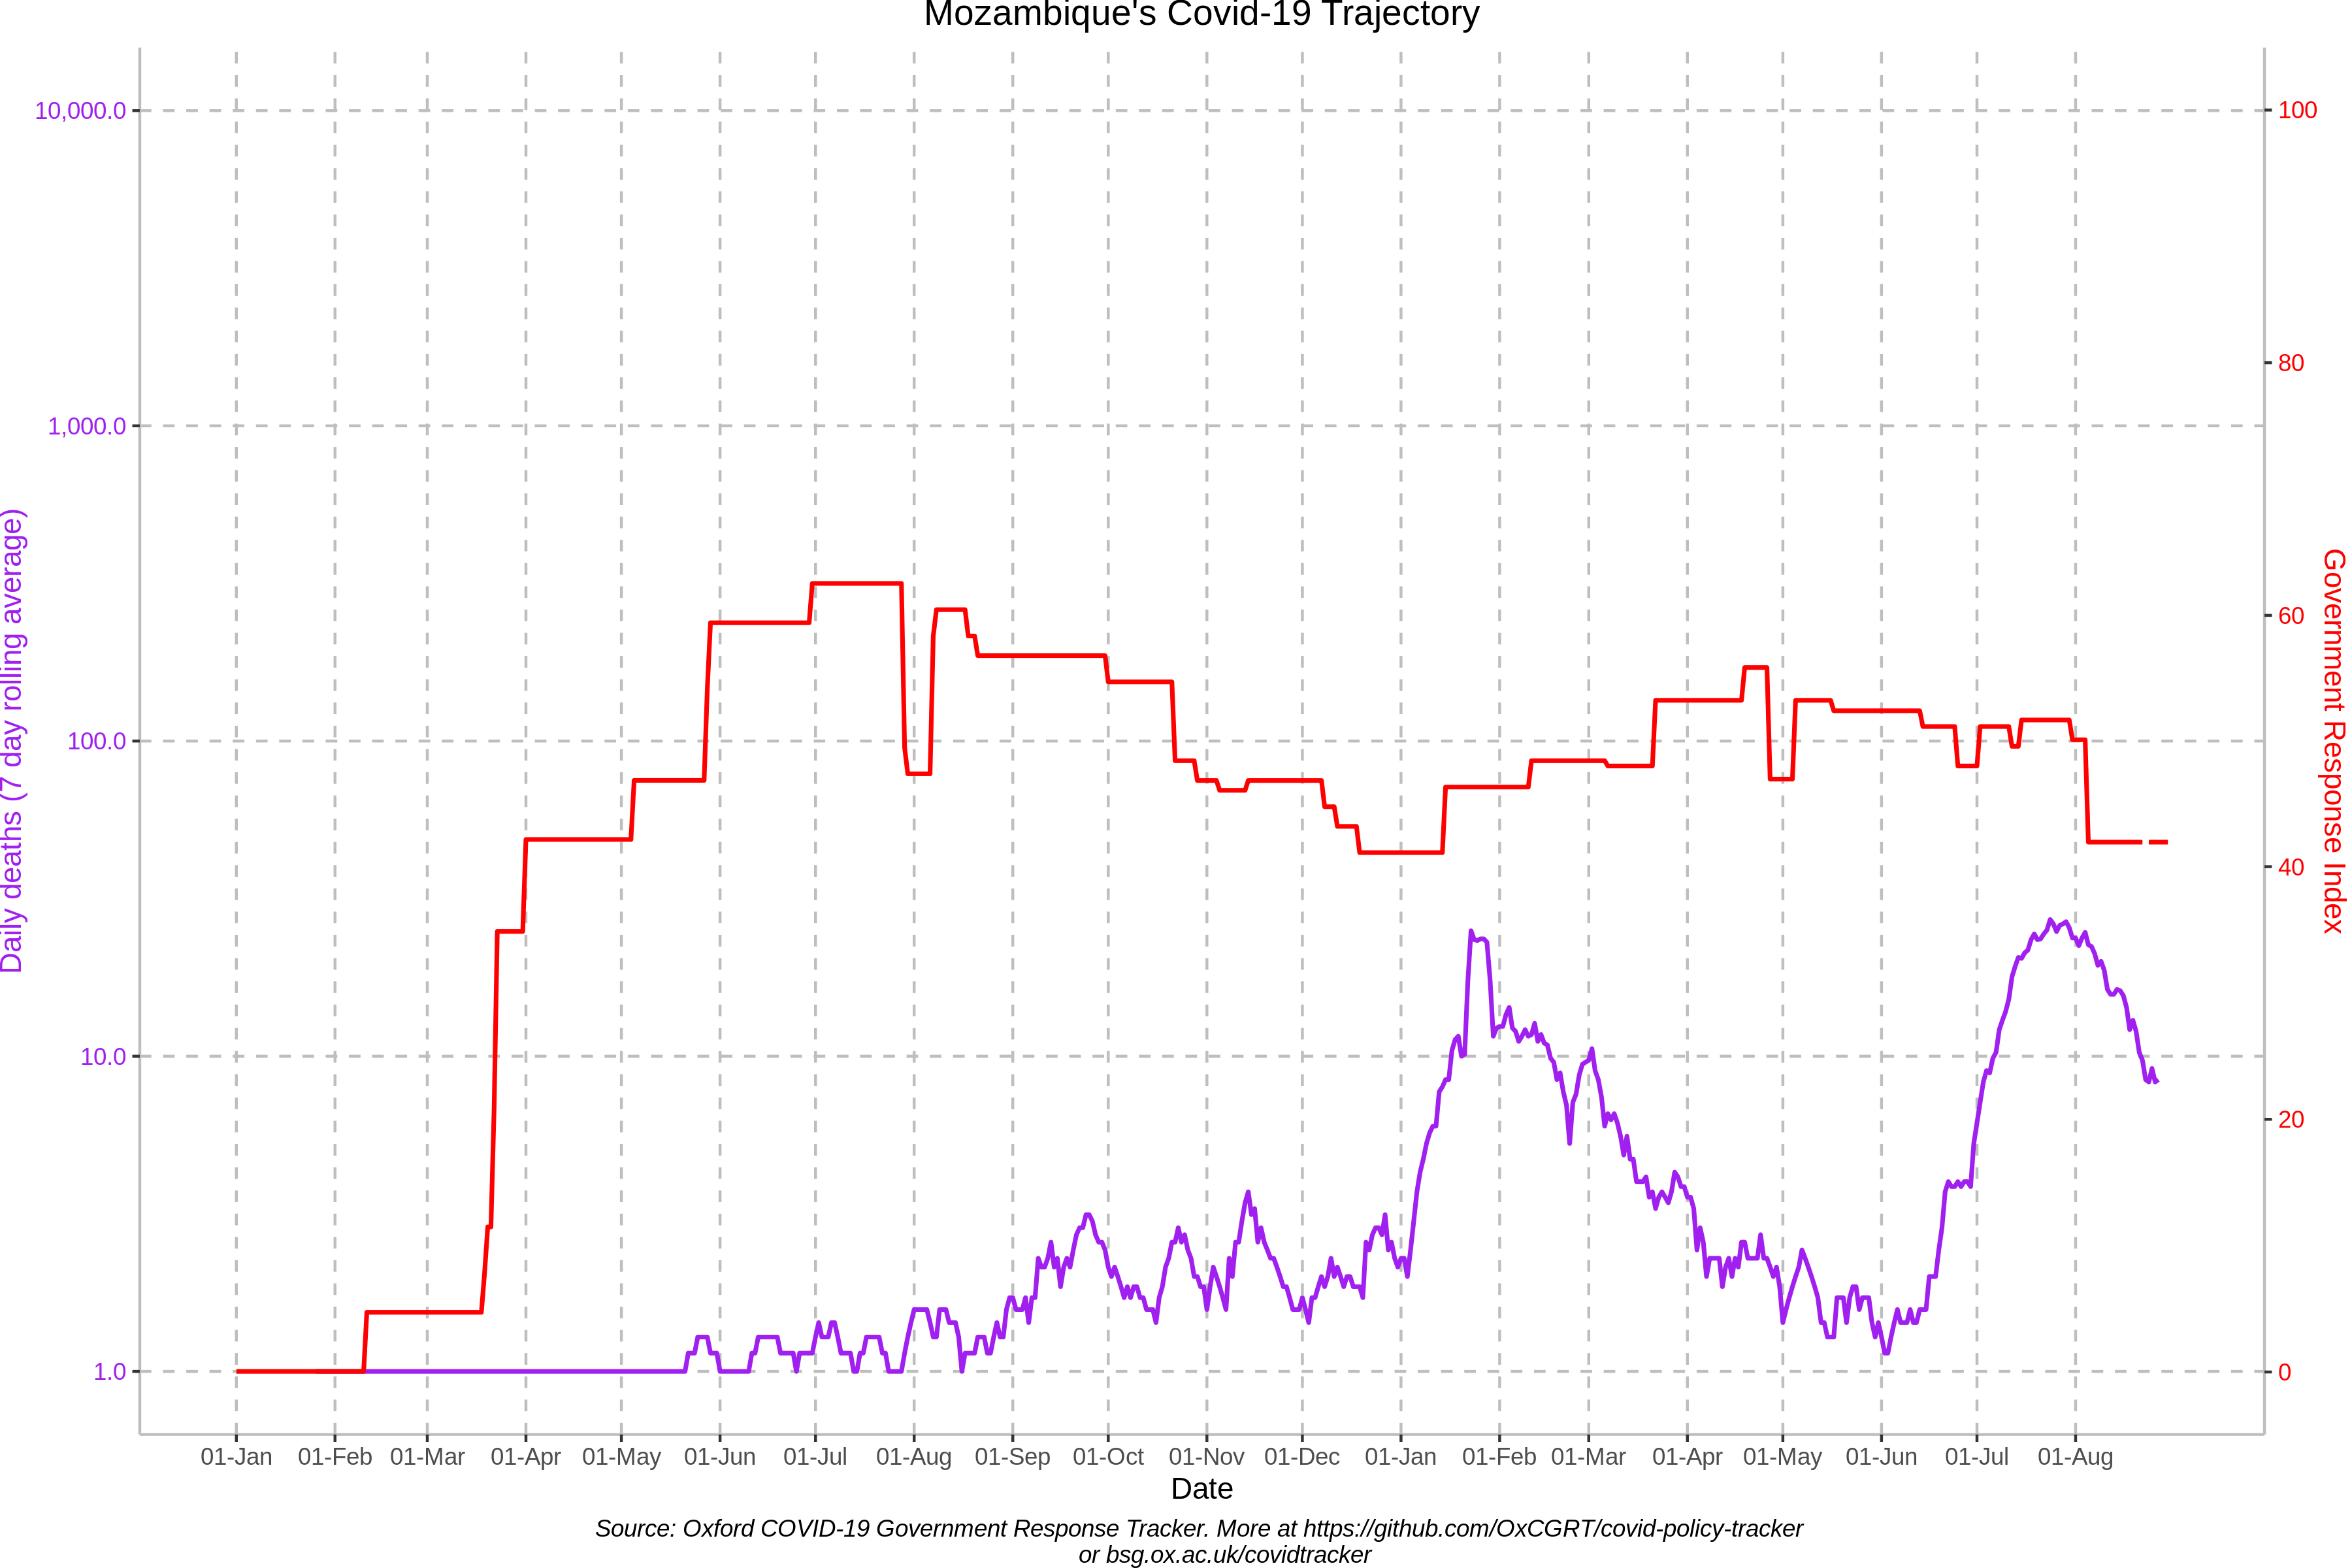 Mozambique's Covid-19 Trajectory
10,000.0
1,000.0
100.0
10.0
1.0
Daily deaths (7 day rolling average)
100
80
60
40
20
0
Government Response Index
01-Jan 01-Feb 01-Mar 01-Apr 01-May 01-Jun 01-Jul 01-Aug 01-Sep 01-Oct 01-Nov 01-Dec 01-Jan 01-Feb 01-Mar 01-Apr 01-May 01-Jun 01-Jul 01-Aug
Date
Source: Oxford COVID-19 Government Response Tracker. More at https://github.com/OxCGRT/covid-policy-tracker
or bsg.ox.ac.uk/covidtracker